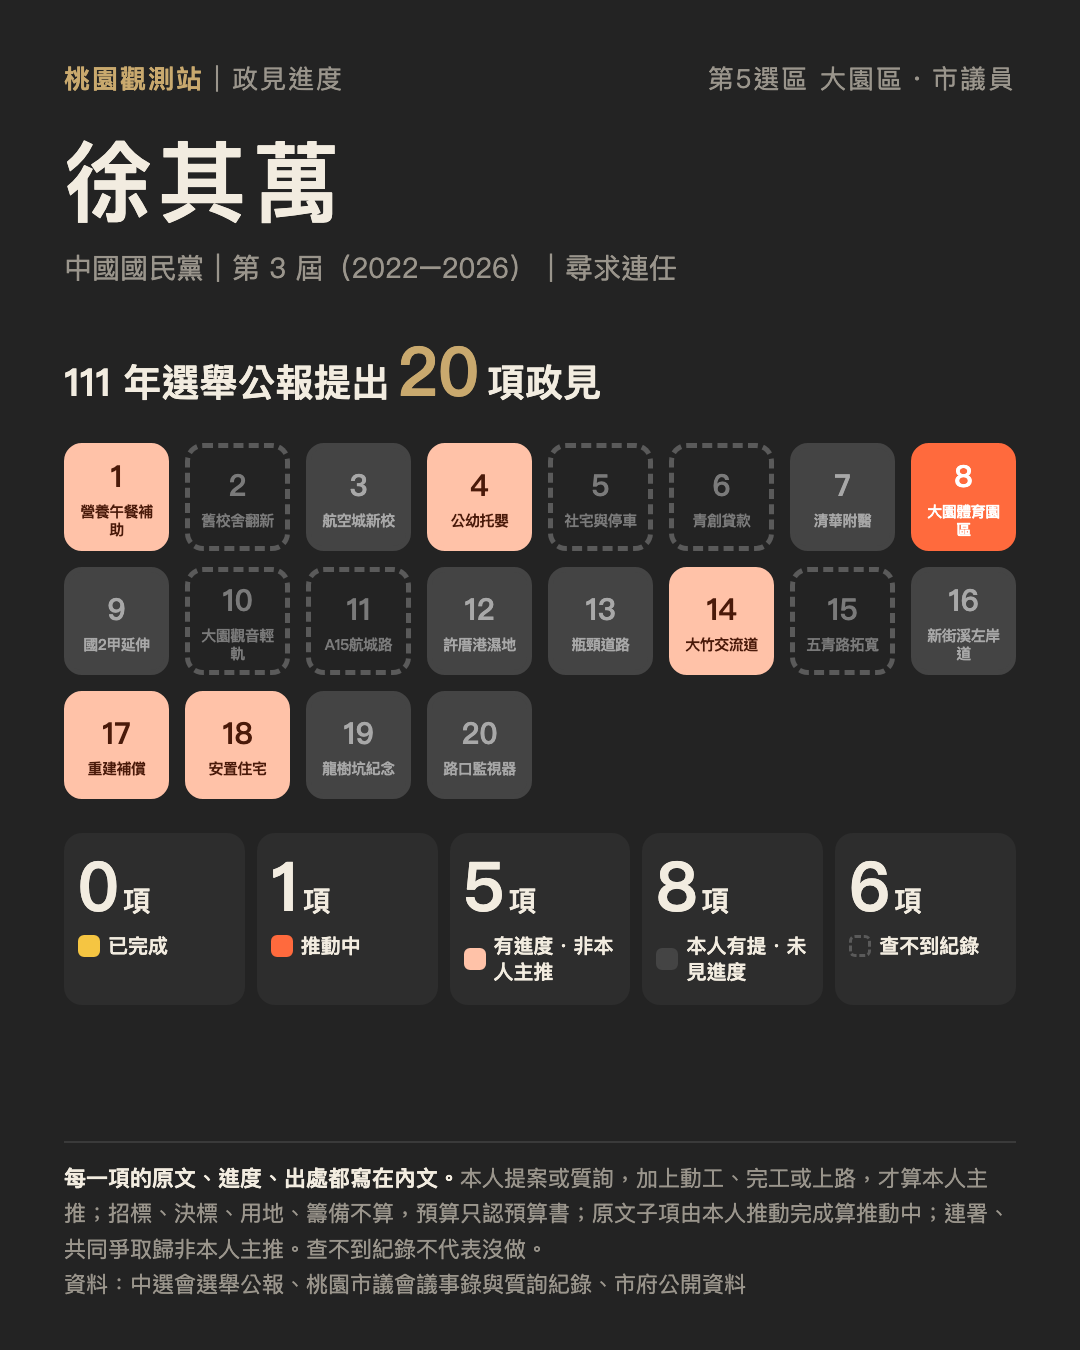 桃園觀測站｜政見進度
第5選區 大園區・市議員
徐其萬
中國國民黨｜第 3 屆（2022－2026）｜尋求連任
111 年選舉公報提出 20 項政見
1
營養午餐補
助
2
舊校舍翻新
3
航空城新校
4
公幼托嬰
5
社宅與停車
6
青創貸款
7
清華附醫
8
大園體育園
區
9
國2甲延伸
10
大園觀音輕
軌
11
A15航城路
12
許厝港濕地
13
瓶頸道路
14
大竹交流道
15
五青路拓寬
16
新街溪左岸
道
17
重建補償
18
安置住宅
19
龍樹坑紀念
20
路口監視器
0項
已完成
1項
推動中
5項
有進度・非本
人主推
8項
本人有提・未
見進度
6項
查不到紀錄
每一項的原文、進度、出處都寫在內文。本人提案或質詢，加上動工、完工或上路，才算本人主
推；招標、決標、用地、籌備不算，預算只認預算書；原文子項由本人推動完成算推動中；連署、
共同爭取歸非本人主推。查不到紀錄不代表沒做。
資料：中選會選舉公報、桃園市議會議事錄與質詢紀錄、市府公開資料